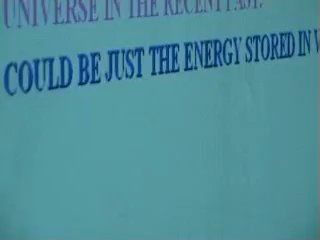 UNIVERSE IN THE RECENT PAST.
COULD BE JUST THE ENERGY STORED IN